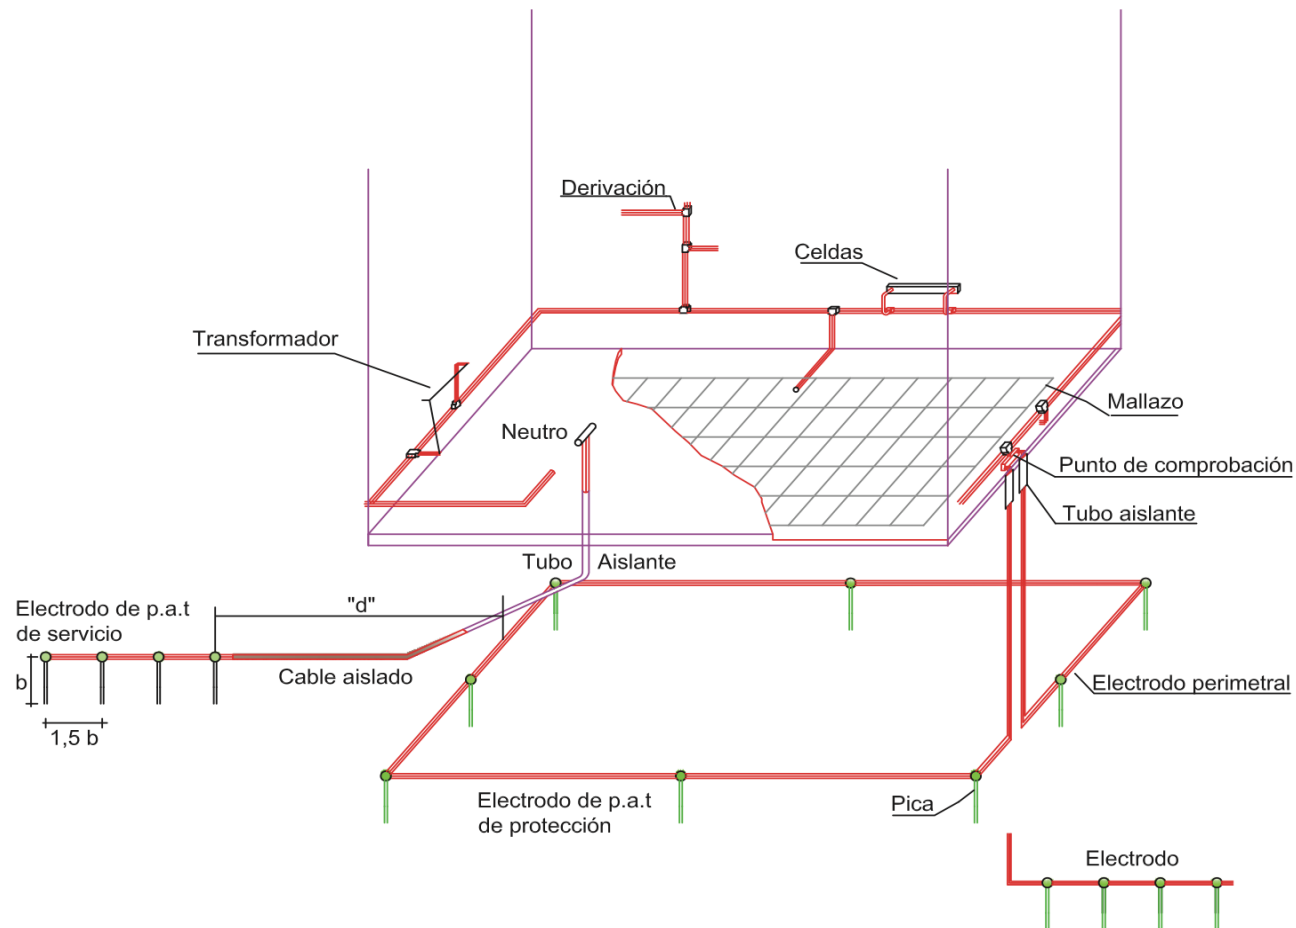 Derivación
Celdas
Transformador
Mallazo
Neutro
Punto de comprobación
Tubo aislante
Tubo Aislante
"d"
Electrodo de p.a.t
de servicio
b
Cable aislado
Electrodo perimetral
1,5 b
Electrodo de p.a.t
de protección
Pica
Electrodo